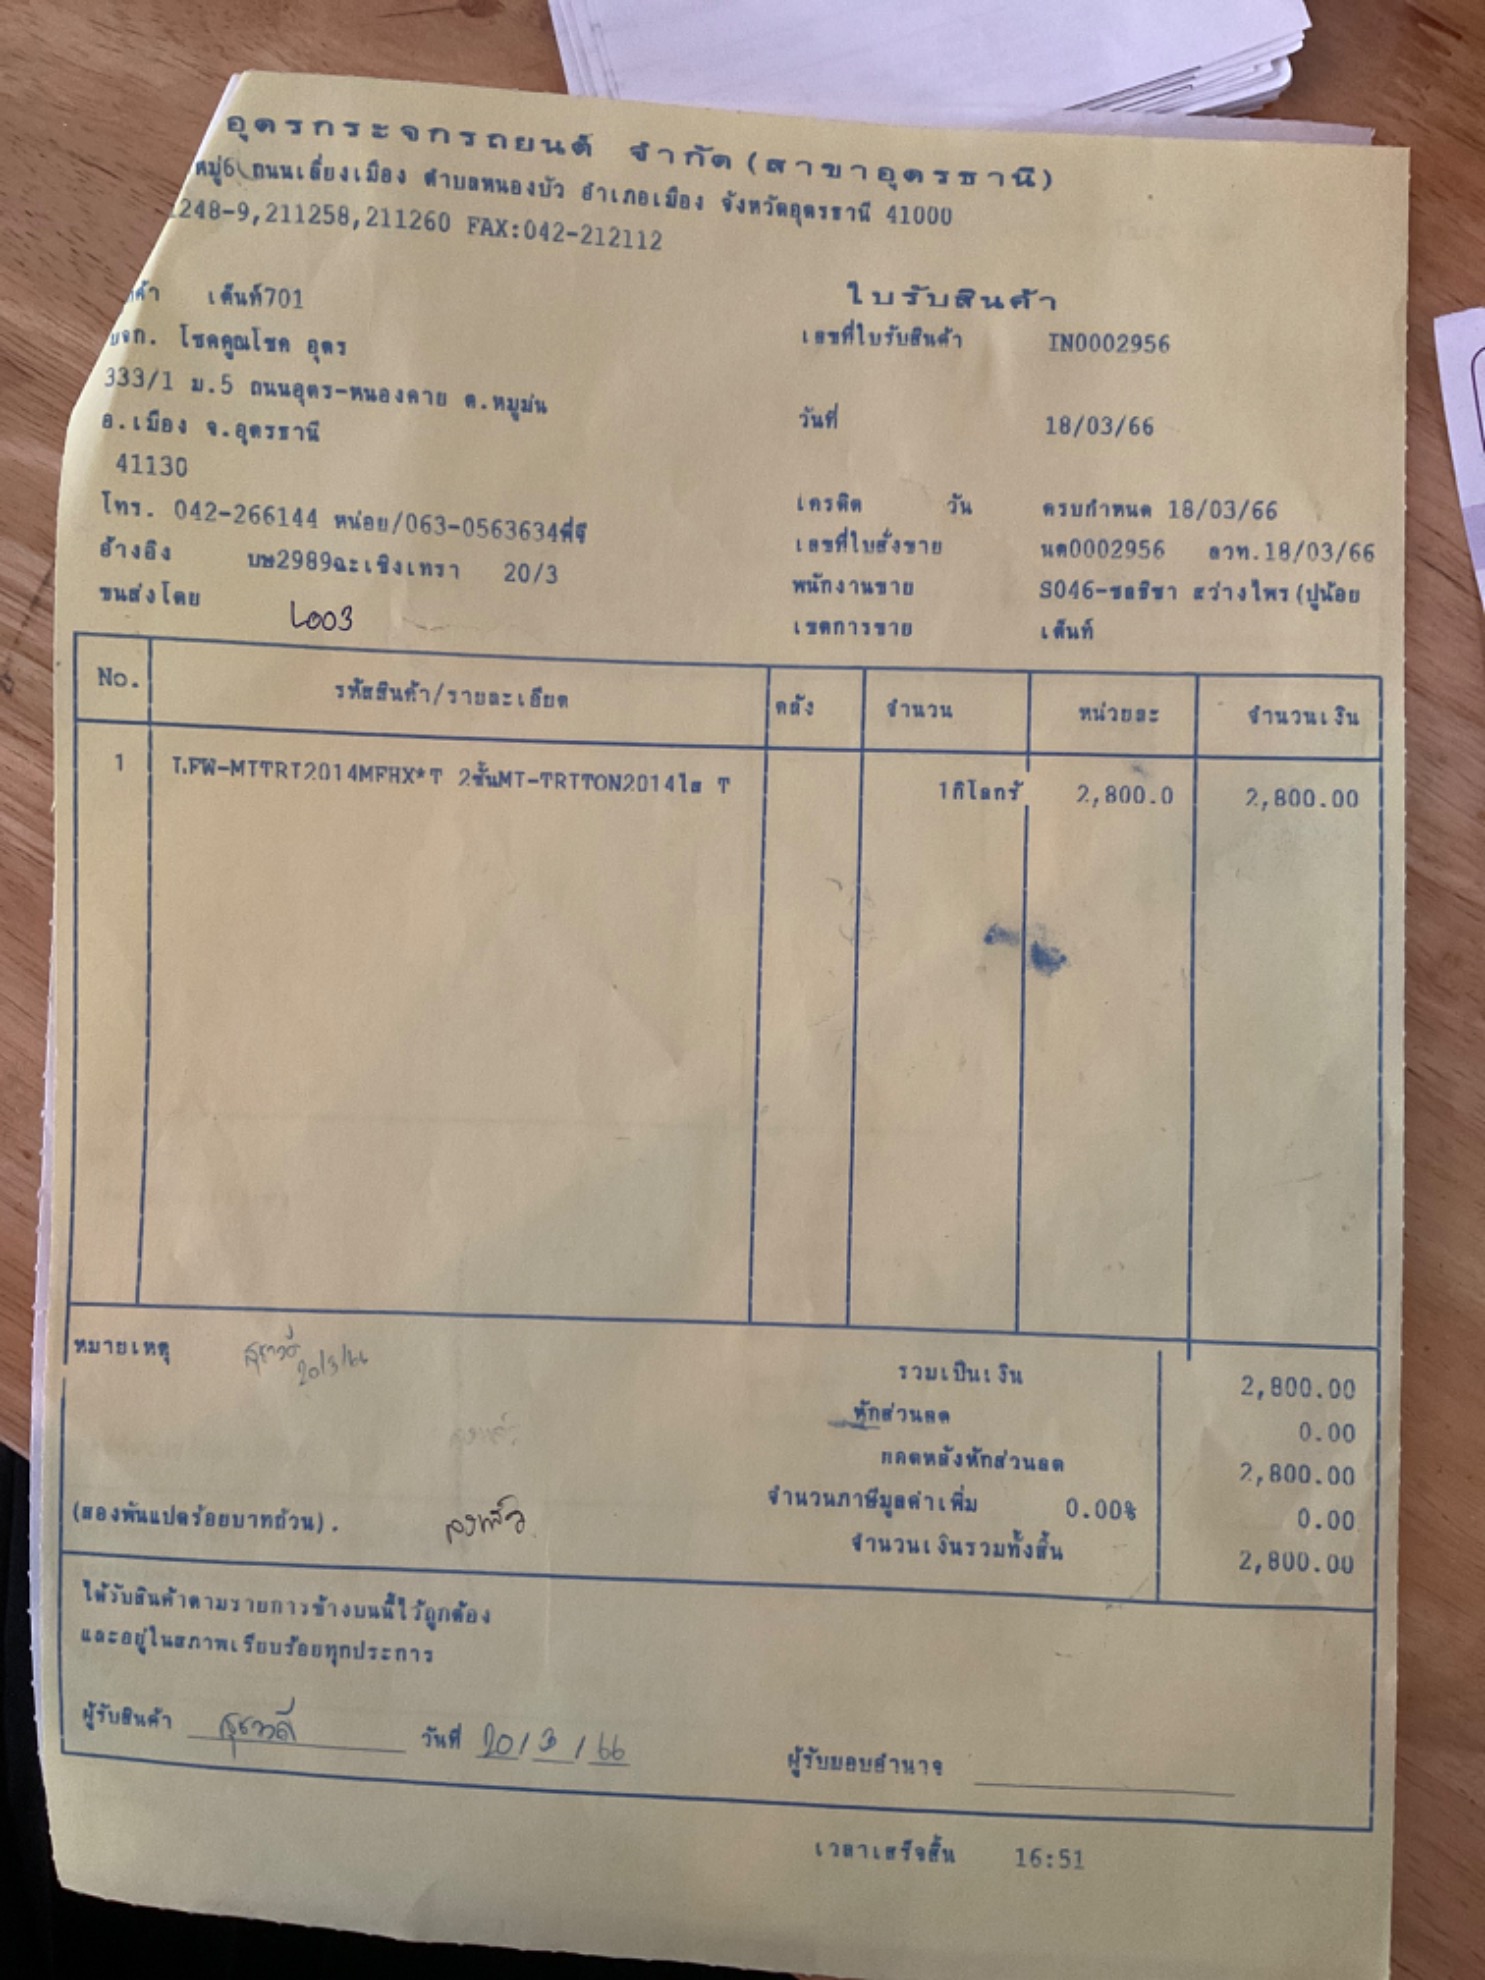 อุดรกระจกรถยนต์ จำกัด(สาขาอุดรธานี)
หมู่6 ถนนเลี่ยงเมือง ตำบลหนองบัว อำเภอเมือง จังหวัดอุดรธานี 41000
1248-9,211258,211260 FAX:042-212112
เต็นท์701
ใบรับสินค้า
บจก. โชคคูณโชค อุดร
เลขที่ใบรับสินค้า IN0002956
333/1 ม.5 ถนนอุดร-หนองคาย ต.หมูม่น
อ.เมือง จ.อุดรธานี
วันที่ 18/03/66
41130
โทร. 042-266144 หน่อย/063-0563634พี่จี
เครดิต วัน ครบกำหนด 18/03/66
อ้างอิง บษ2989ฉะเชิงเทรา 20/3
เลขที่ใบสั่งขาย นด0002956 ลวท.18/03/66
ขนส่งโดย L003
พนักงานขาย S046-ชลธิชา สว่างไพร(ปูน้อย
เขตการขาย เต็นท์
No. รหัสสินค้า/รายละเอียด คลัง จำนวน หน่วยละ จำนวนเงิน
1 LFW-MTTRT2014MFHX*T 2ชั้นMT-TRITON2014ใส T 1กิโลกรั 2,800.0 2,800.00
หมายเหตุ สุชาวดี
20/3/66
รวมเป็นเงิน 2,800.00
หักส่วนลด 0.00
ยอดหลังหักส่วนลด 2,800.00
จำนวนภาษีมูลค่าเพิ่ม 0.00% 0.00
(สองพันแปดร้อยบาทถ้วน). ลงแล้ว
จำนวนเงินรวมทั้งสิ้น 2,800.00
ได้รับสินค้าตามรายการข้างบนนี้ไว้ถูกต้อง
และอยู่ในสภาพเรียบร้อยทุกประการ
ผู้รับสินค้า สุชาวดี วันที่ 20/3/66
ผู้รับมอบอำนาจ
เวลาเสร็จสิ้น 16:51